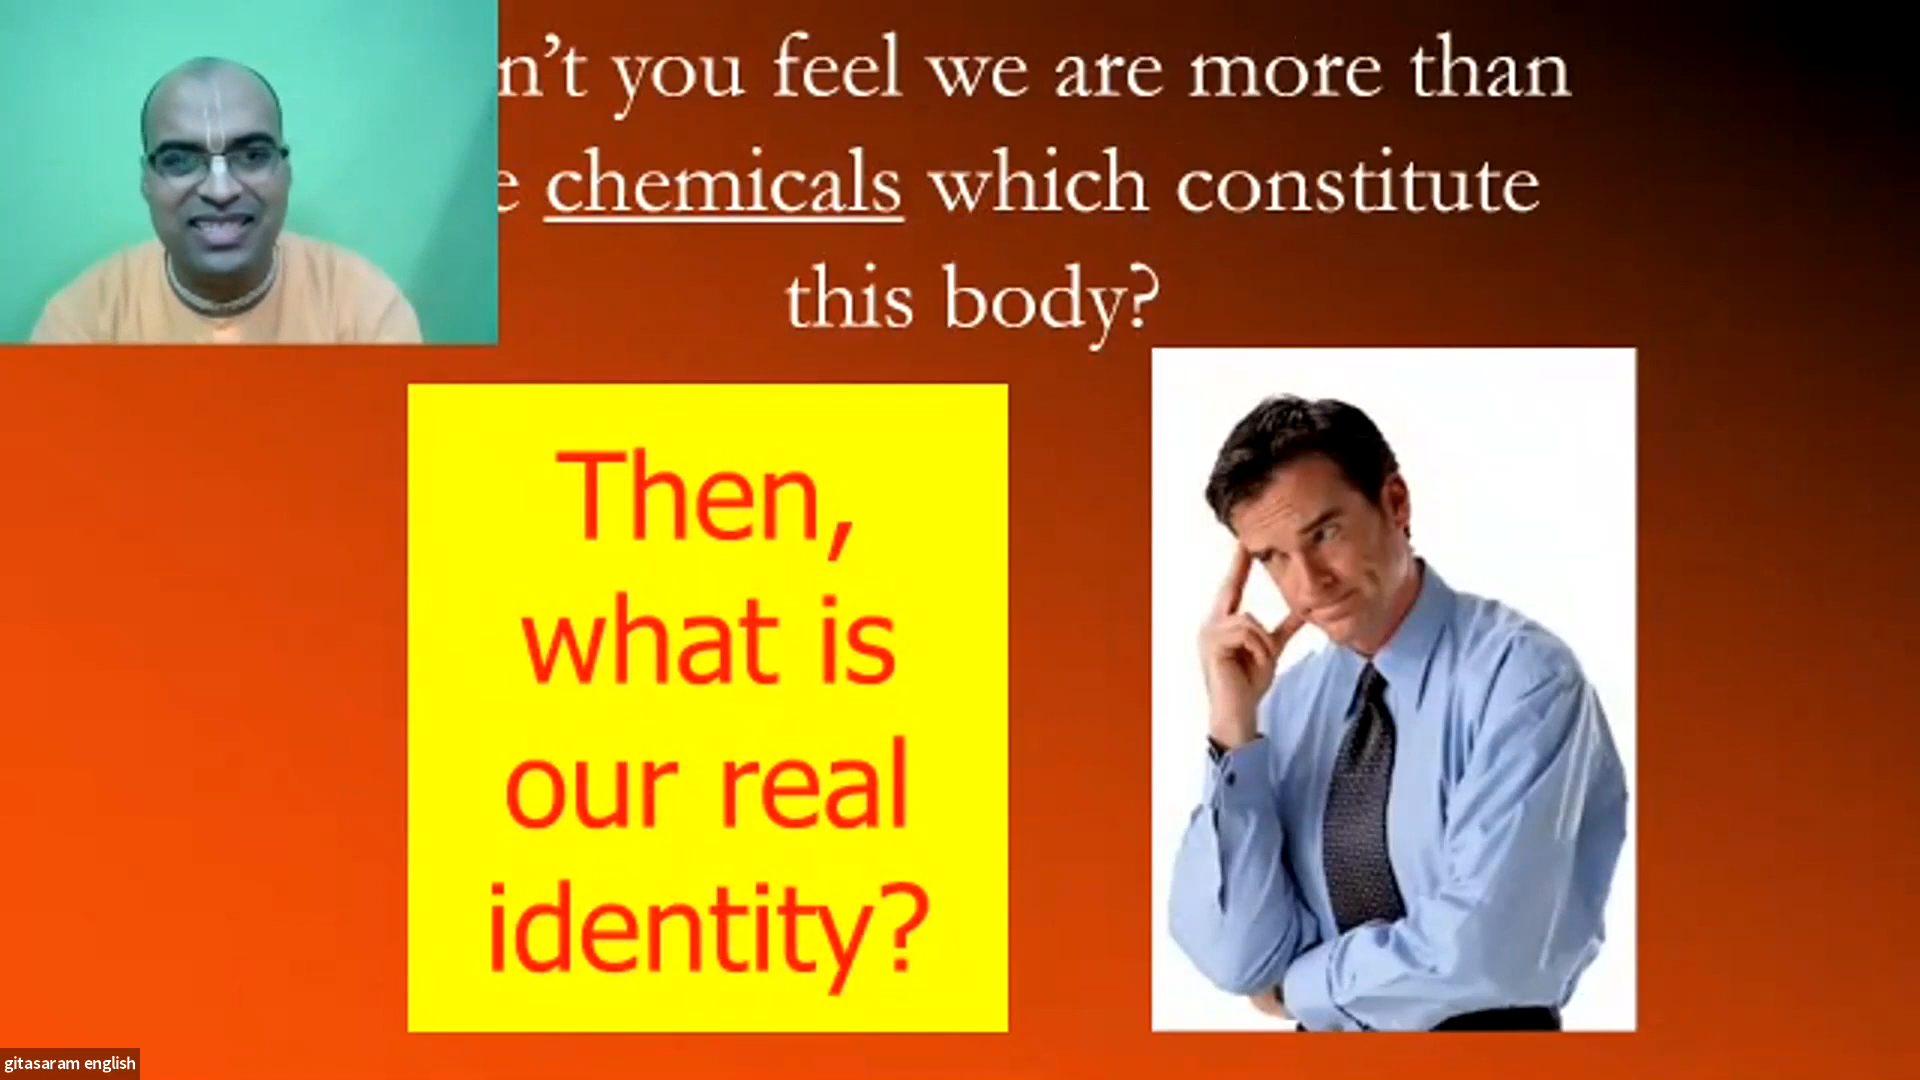 n't you feel we are more than
e chemicals which constitute
this body?
Then,
what is
our real
identity?
gitasaram english